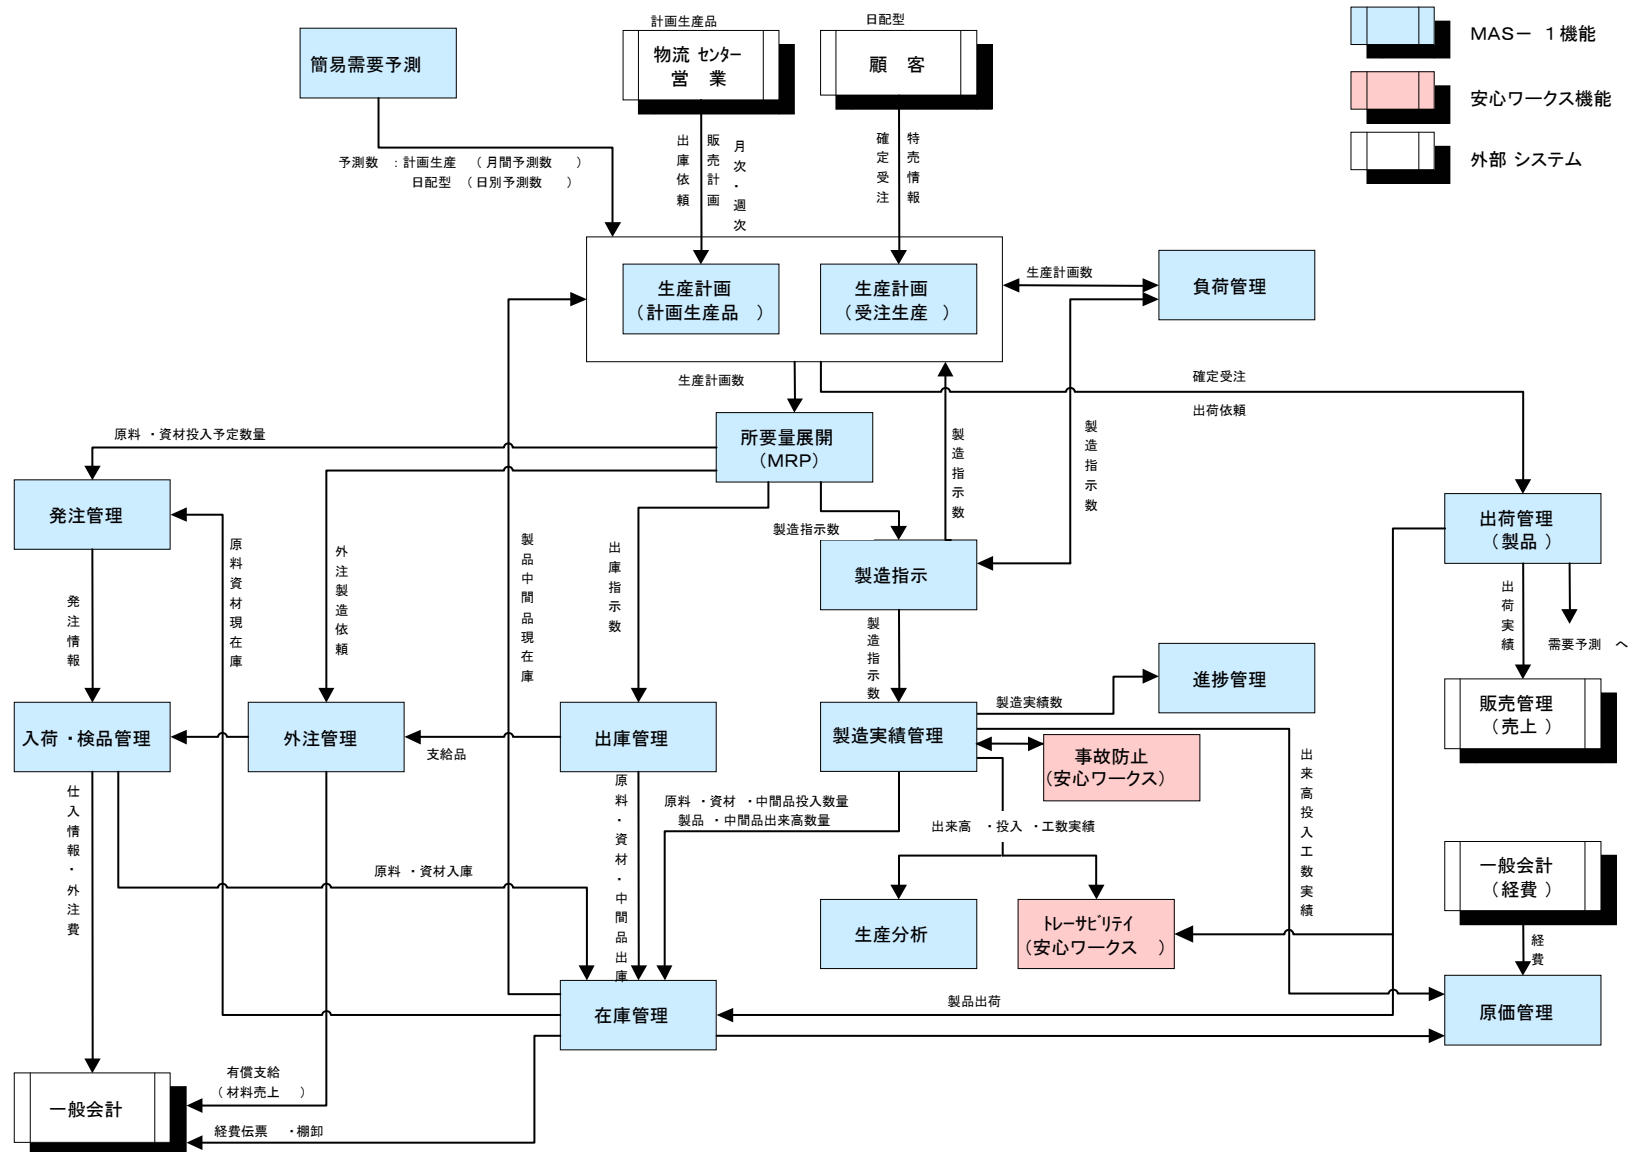 計画生産品
日配型
MAS－ 1機能
簡易需要予測
物流 センター
営 業
顧 客
安心ワークス機能
外部 システム
出庫依頼
販売計画
月次・週次
確定受注
特売情報
予測数 ：計画生産 （月間予測数 ）
日配型 （日別予測数 ）
生産計画
（計画生産品 ）
生産計画
（受注生産 ）
生産計画数
負荷管理
生産計画数
確定受注
出荷依頼
原料 ・資材投入予定数量
所要量展開
（MRP）
製造指示数
製造指示数
発注管理
出荷管理
（製品 ）
製造指示数
原料資材現在庫
外注製造依頼
製品中間品現在庫
出庫指示数
製造指示
発注情報
製造指示数
出荷実績
需要予測 へ
進捗管理
製造実績数
入荷 ・検品管理
外注管理
支給品
出庫管理
製造実績管理
販売管理
（売上 ）
事故防止
（安心ワークス ）
仕入情報・外注費
原料・資材・中間品出庫
原料 ・資材 ・中間品投入数量
製品 ・中間品出来高数量
出来高 ・投入 ・工数実績
出来高投入工数実績
原料 ・資材入庫
一般会計
（経費 ）
生産分析
ﾄﾚｰｻﾋﾞﾘﾃｲ
（安心ワークス ）
経費
在庫管理
製品出荷
原価管理
有償支給
（材料売上 ）
一般会計
経費伝票 ・棚卸